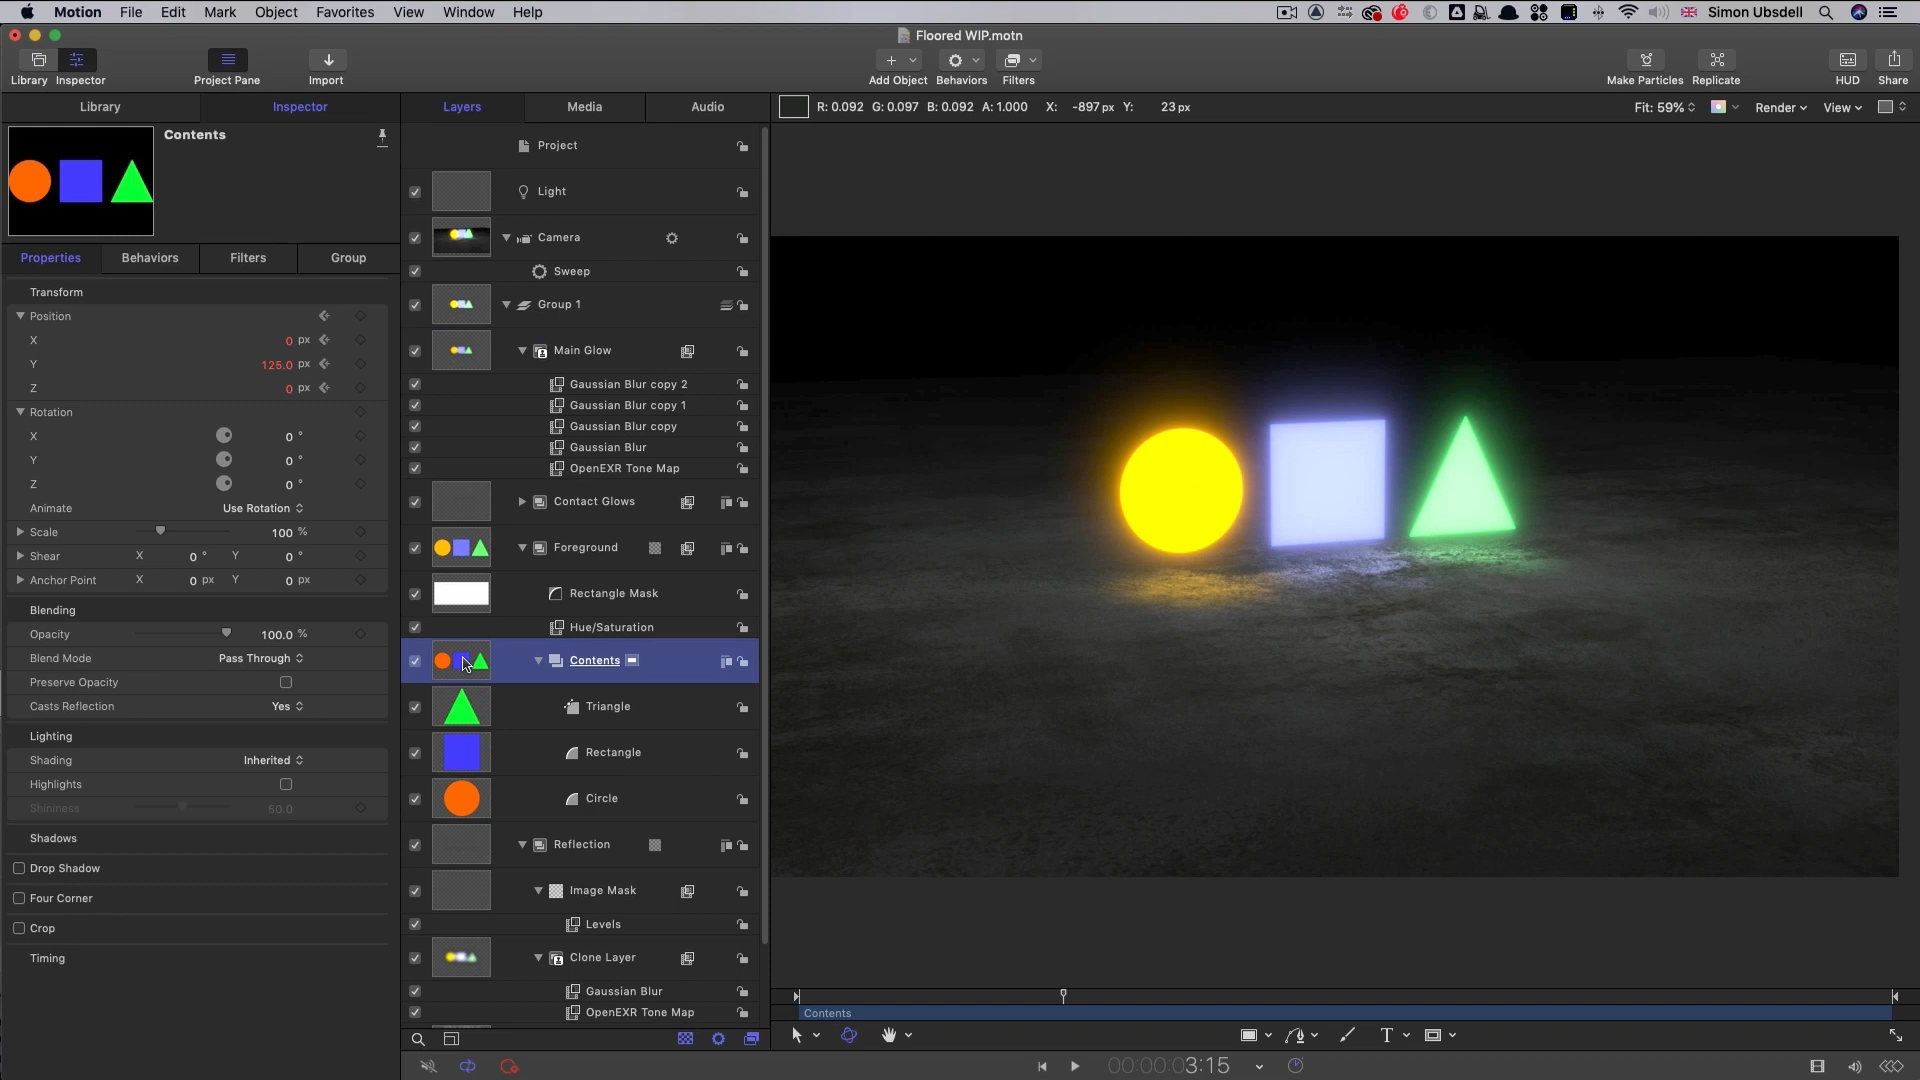 Motion File Edit Mark Object Favorites View Window Help Simon Ubsdell
Floored WIP.motn
Library Inspector Project Pane Import Add Object Behaviors Filters Make Particles Replicate HUD Share
Library Inspector Layers Media Audio R: 0.092 G: 0.097 B: 0.092 A: 1.000 X: -897 px Y: 23 px Fit: 59% Render View
Contents
Properties Behaviors Filters Group
Transform
Position
X 0 px
Y 125.0 px
Z 0 px
Rotation
X 0 °
Y 0 °
Z 0 °
Animate Use Rotation
Scale 100 %
Shear X 0 ° Y 0 °
Anchor Point X 0 px Y 0 px
Blending
Opacity 100.0 %
Blend Mode Pass Through
Preserve Opacity
Casts Reflection Yes
Lighting
Shading Inherited
Highlights
Shininess 50.0
Shadows
Drop Shadow
Four Corner
Crop
Timing
Project
Light
Camera
Sweep
Group 1
Main Glow
Gaussian Blur copy 2
Gaussian Blur copy 1
Gaussian Blur copy
Gaussian Blur
OpenEXR Tone Map
Contact Glows
Foreground
Rectangle Mask
Hue/Saturation
Contents
Triangle
Rectangle
Circle
Reflection
Image Mask
Levels
Clone Layer
Gaussian Blur
OpenEXR Tone Map
Contents
T
00:00:03:15